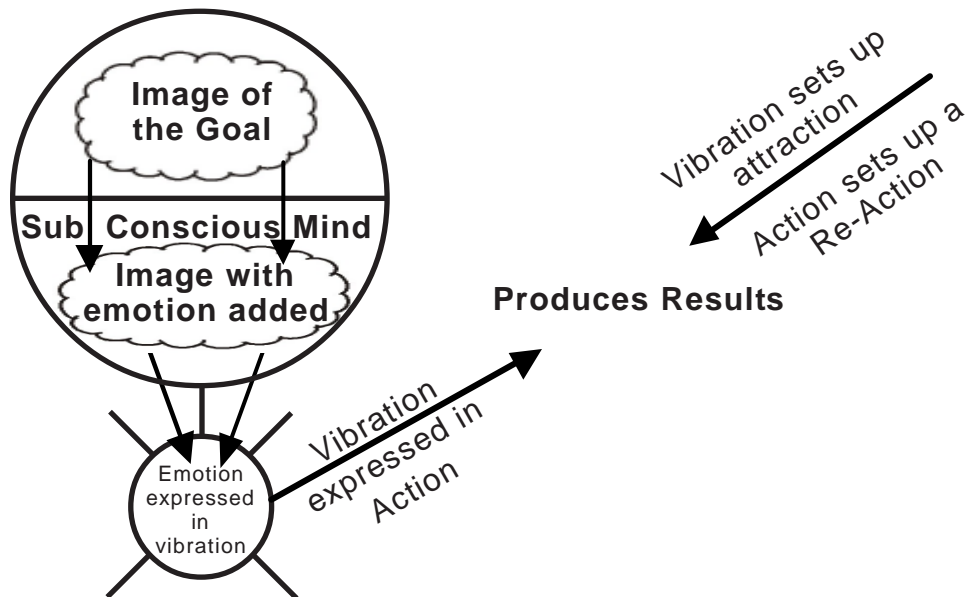 Image of
the Goal
Sub Conscious Mind
Image with
emotion added
Emotion
expressed
in
vibration
Vibration
expressed in
Action
Produces Results
Vibration sets up
attraction
Action sets up a
Re-Action